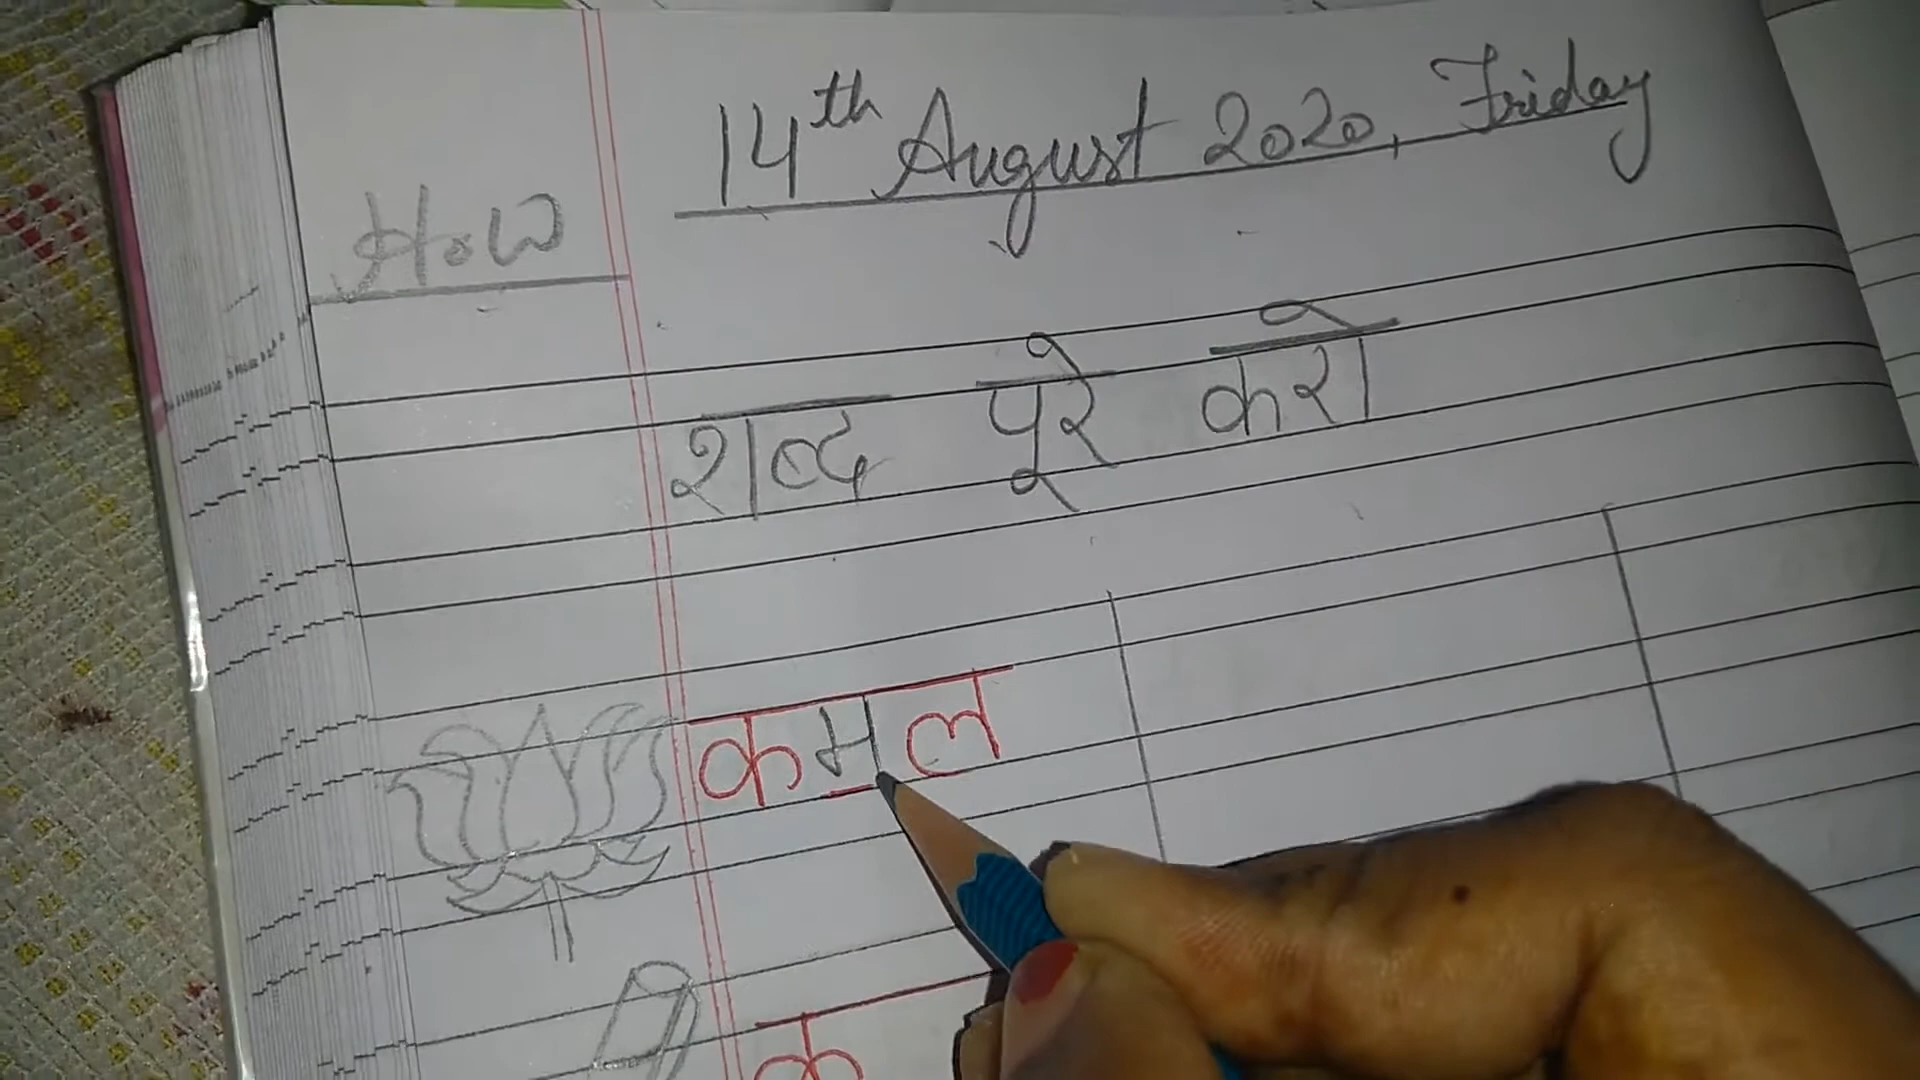 14th August 2020, Friday
H.W
शब्द पूरे करो
कमल
क